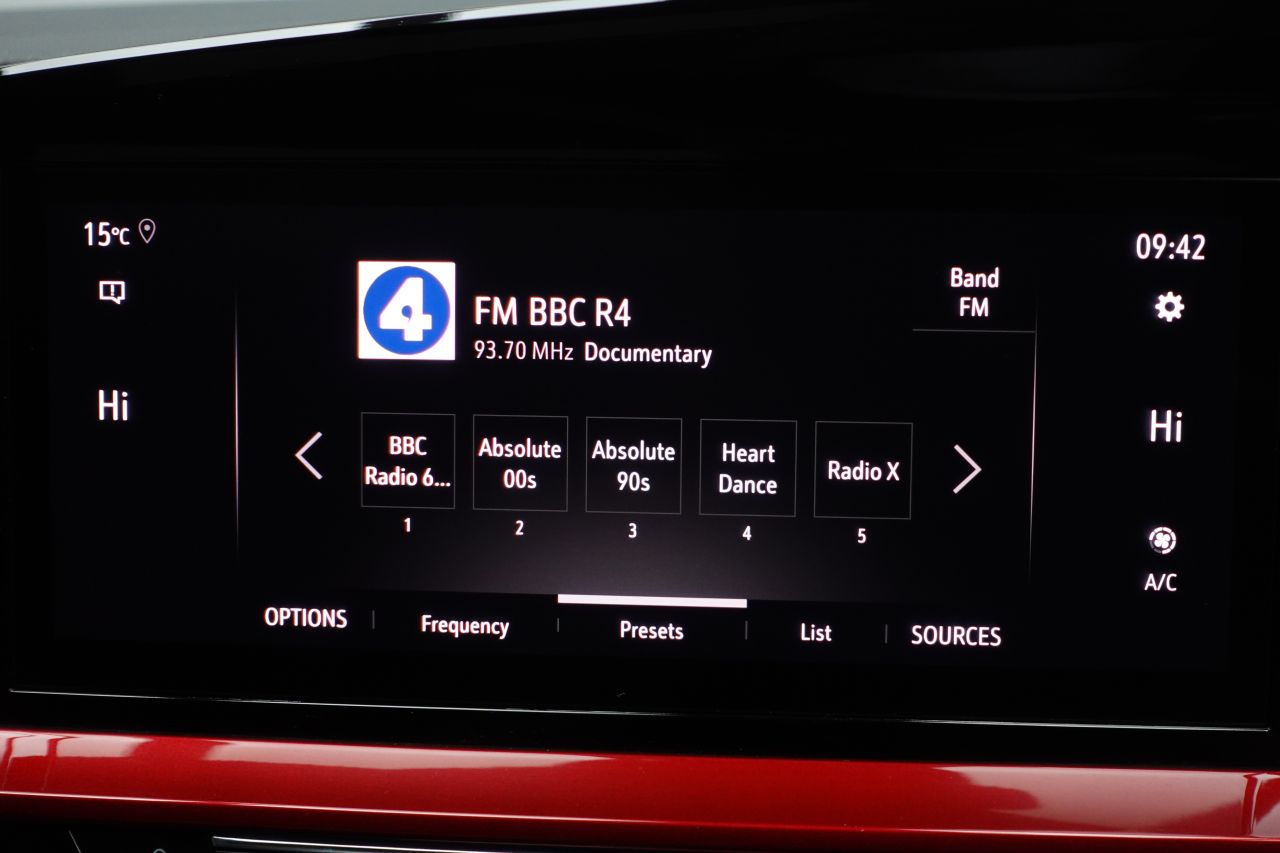 15°C
09:42
4
FM BBC R4
93.70 MHz Documentary
Band
FM
Hi
Hi
BBC
Radio 6...
Absolute
00s
Absolute
90s
Heart
Dance
Radio X
1
2
3
4
5
A/C
OPTIONS
Frequency
Presets
List
SOURCES